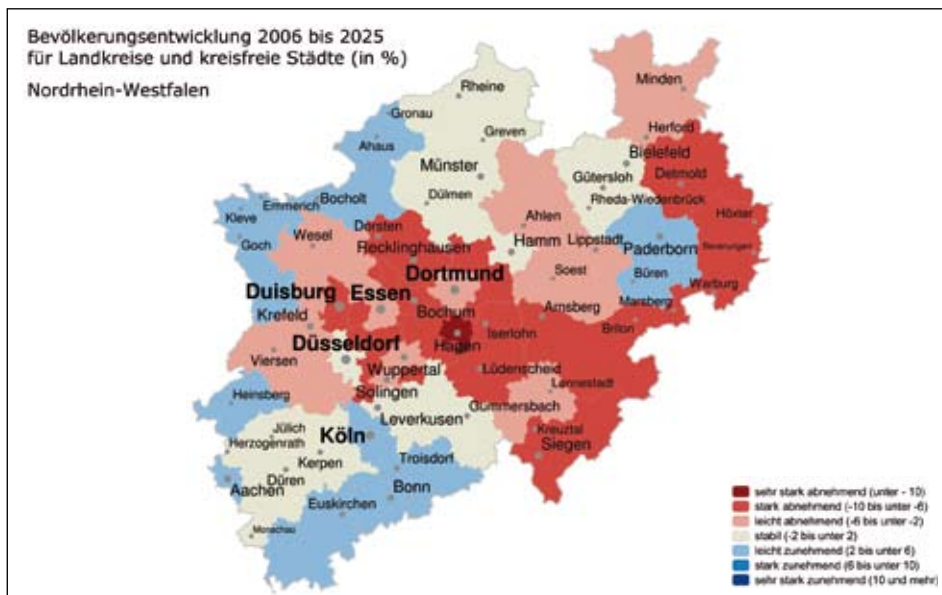 Bevölkerungsentwicklung 2006 bis 2025
für Landkreise und kreisfreie Städte (in %)
Nordrhein-Westfalen
Rheine
Minden
Gronau
Greven
Herford
Ahaus
Bielefeld
Münster
Gütersloh
Detmold
Dülmen
Rheda-Wiedenbrück
Kleve
Emmerich
Bocholt
Höxter
Ahlen
Dorsten
Goch
Wesel
Recklinghausen
Hamm
Lippstadt
Paderborn
Beverungen
Dortmund
Soest
Büren
Warburg
Duisburg
Essen
Marsberg
Bochum
Arnsberg
Krefeld
Brilon
Iserlohn
Düsseldorf
Hagen
Viersen
Wuppertal
Lüdenscheid
Lennestadt
Heinsberg
Solingen
Gummersbach
Leverkusen
Jülich
Köln
Kreuztal
Herzogenrath
Siegen
Kerpen
Troisdorf
Düren
Aachen
Bonn
Euskirchen
Monschau
sehr stark abnehmend (unter - 10)
stark abnehmend (-10 bis unter -6)
leicht abnehmend (-6 bis unter -2)
stabil (-2 bis unter 2)
leicht zunehmend (2 bis unter 6)
stark zunehmend (6 bis unter 10)
sehr stark zunehmend (10 und mehr)